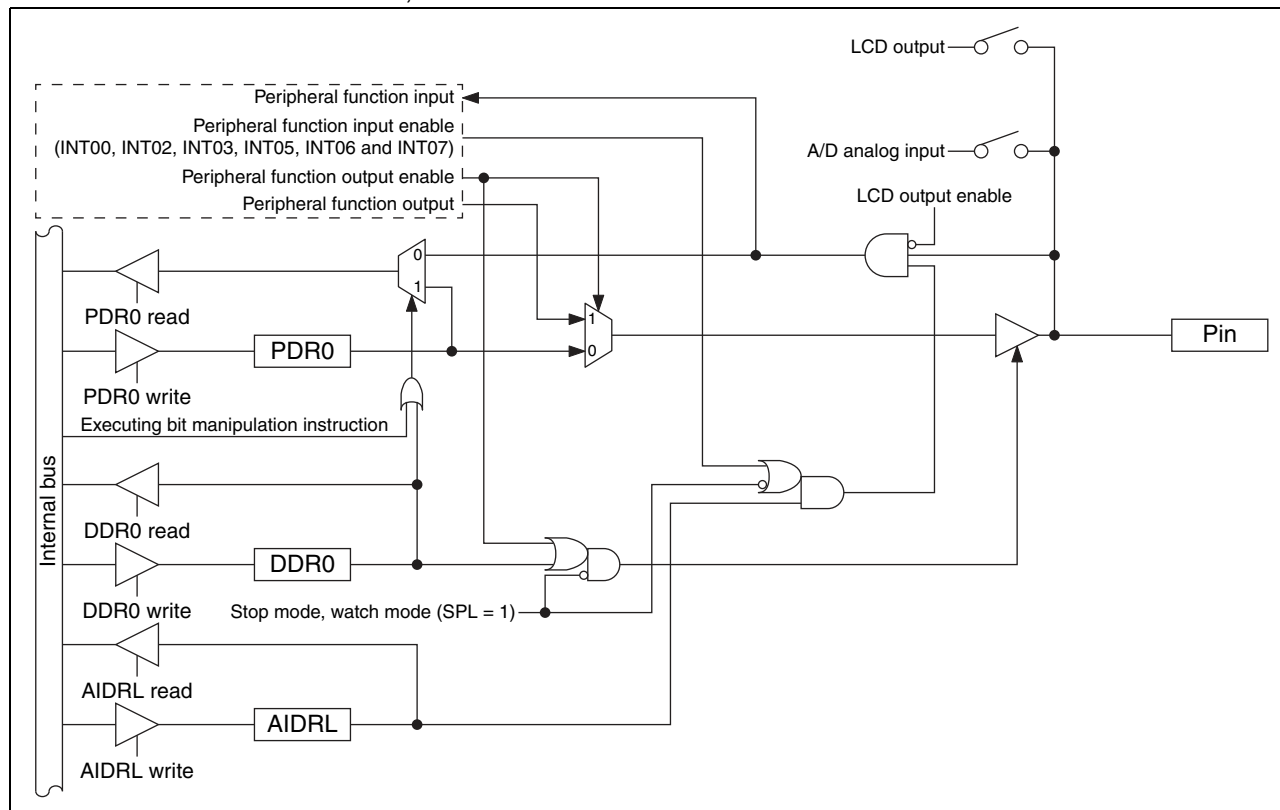 LCD output
Peripheral function input
Peripheral function input enable
(INT00, INT02, INT03, INT05, INT06 and INT07)
A/D analog input
Peripheral function output enable
Peripheral function output
LCD output enable
0
1
PDR0 read
1
0
PDR0
Pin
PDR0 write
Executing bit manipulation instruction
Internal bus
DDR0 read
DDR0
DDR0 write
Stop mode, watch mode (SPL = 1)
AIDRL read
AIDRL
AIDRL write